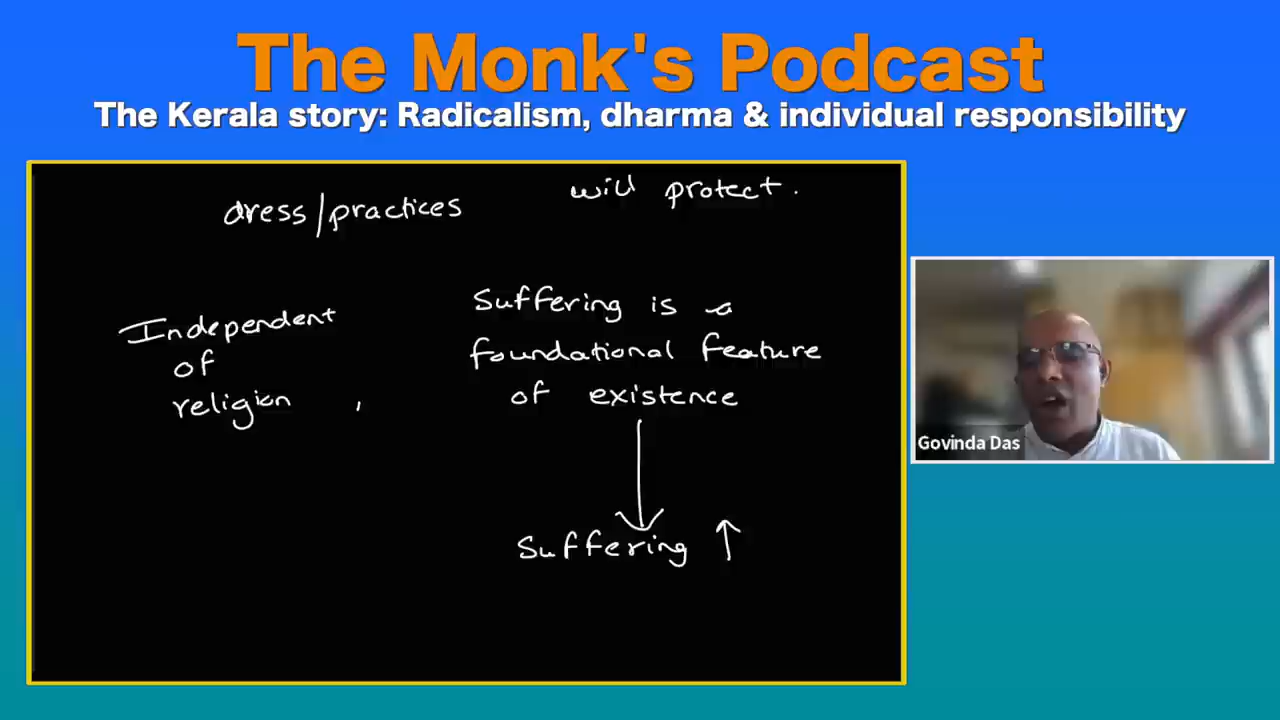 The Monk's Podcast
The Kerala story: Radicalism, dharma & individual responsibility
dress/practices
will protect.
Independent
of
religion
Suffering is a
foundational feature
of existence
Suffering ↑
Govinda Das